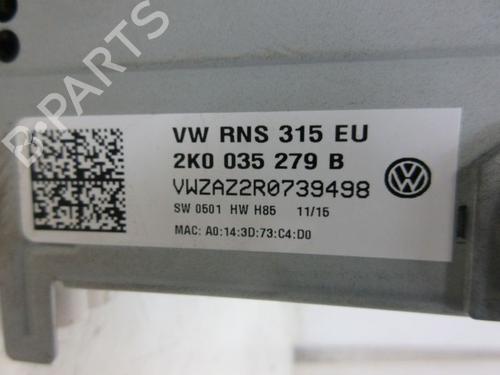 VW RNS 315 EU
2K0 035 279 B
VWZAZ2R0739498
SW 0501 HW H85 11/15
MAC: A0:14:3D:73:C4:D0
B-PARTS